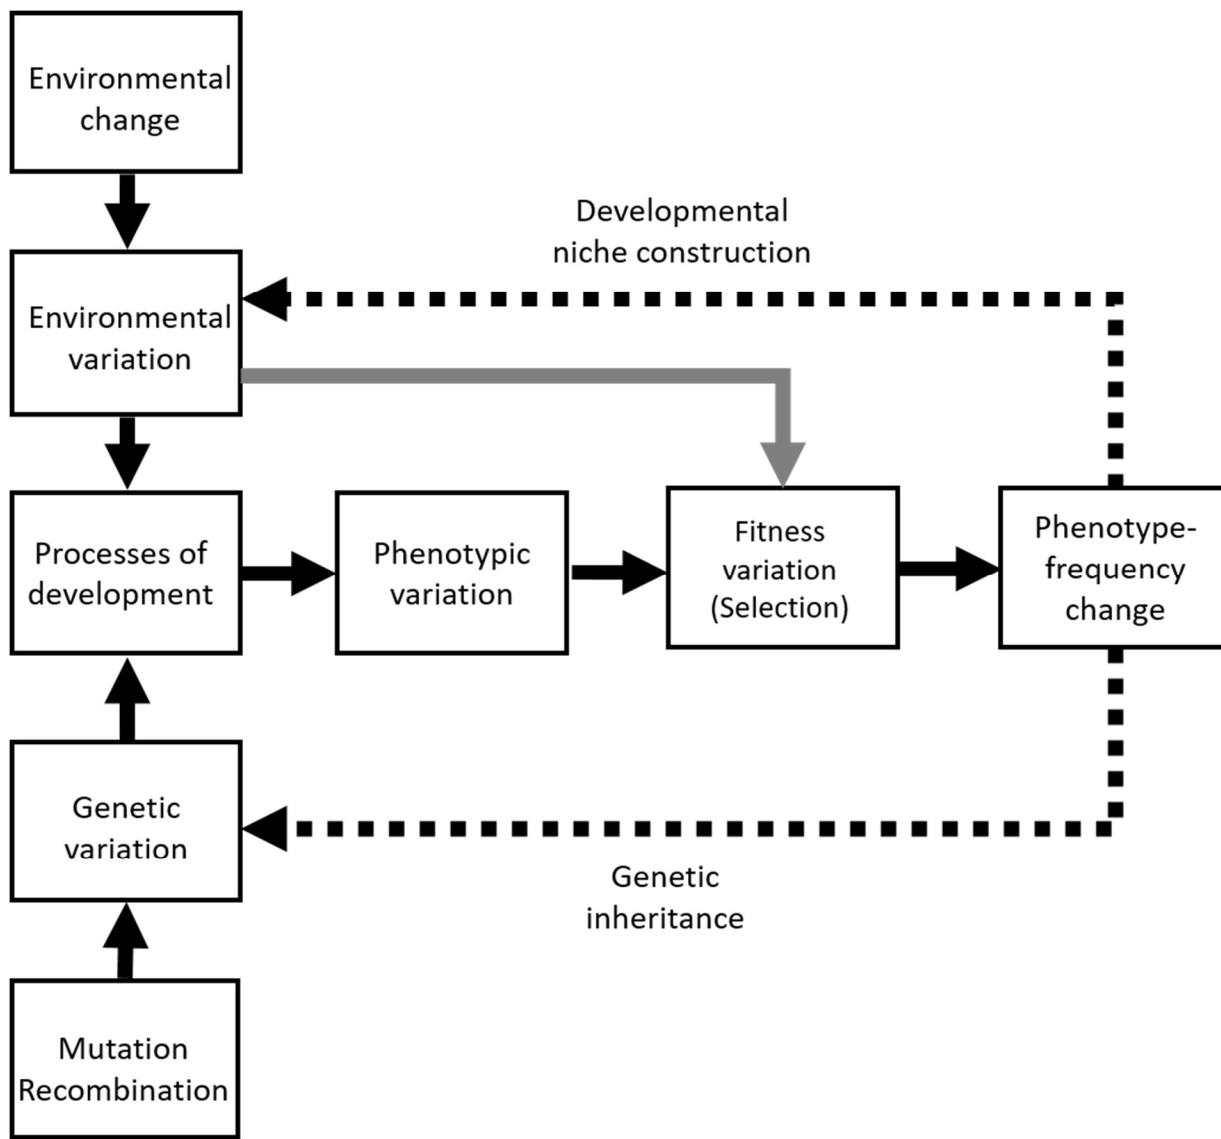 Environmental
change
Developmental
niche construction
Environmental
variation
Processes of
development
Phenotypic
variation
Fitness
variation
(Selection)
Phenotype-
frequency
change
Genetic
variation
Genetic
inheritance
Mutation
Recombination